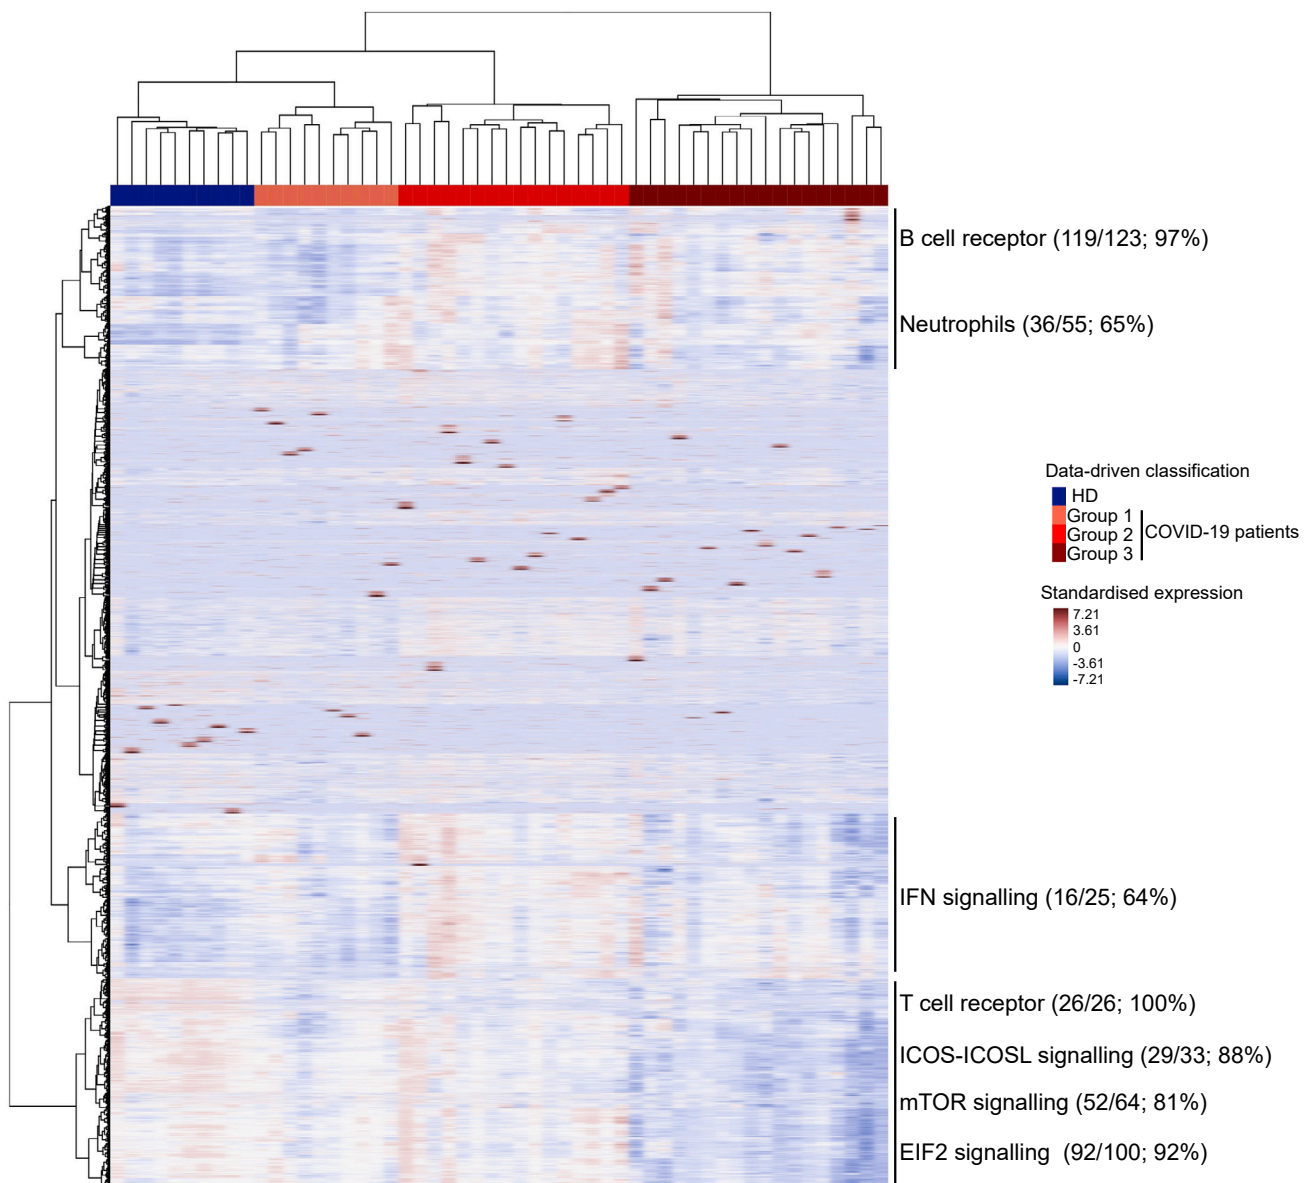 B cell receptor (119/123; 97%)
Neutrophils (36/55; 65%)
Data-driven classification
HD
Group 1
Group 2
Group 3
COVID-19 patients
Standardised expression
7.21
3.61
0
-3.61
-7.21
IFN signalling (16/25; 64%)
T cell receptor (26/26; 100%)
ICOS-ICOSL signalling (29/33; 88%)
mTOR signalling (52/64; 81%)
EIF2 signalling (92/100; 92%)